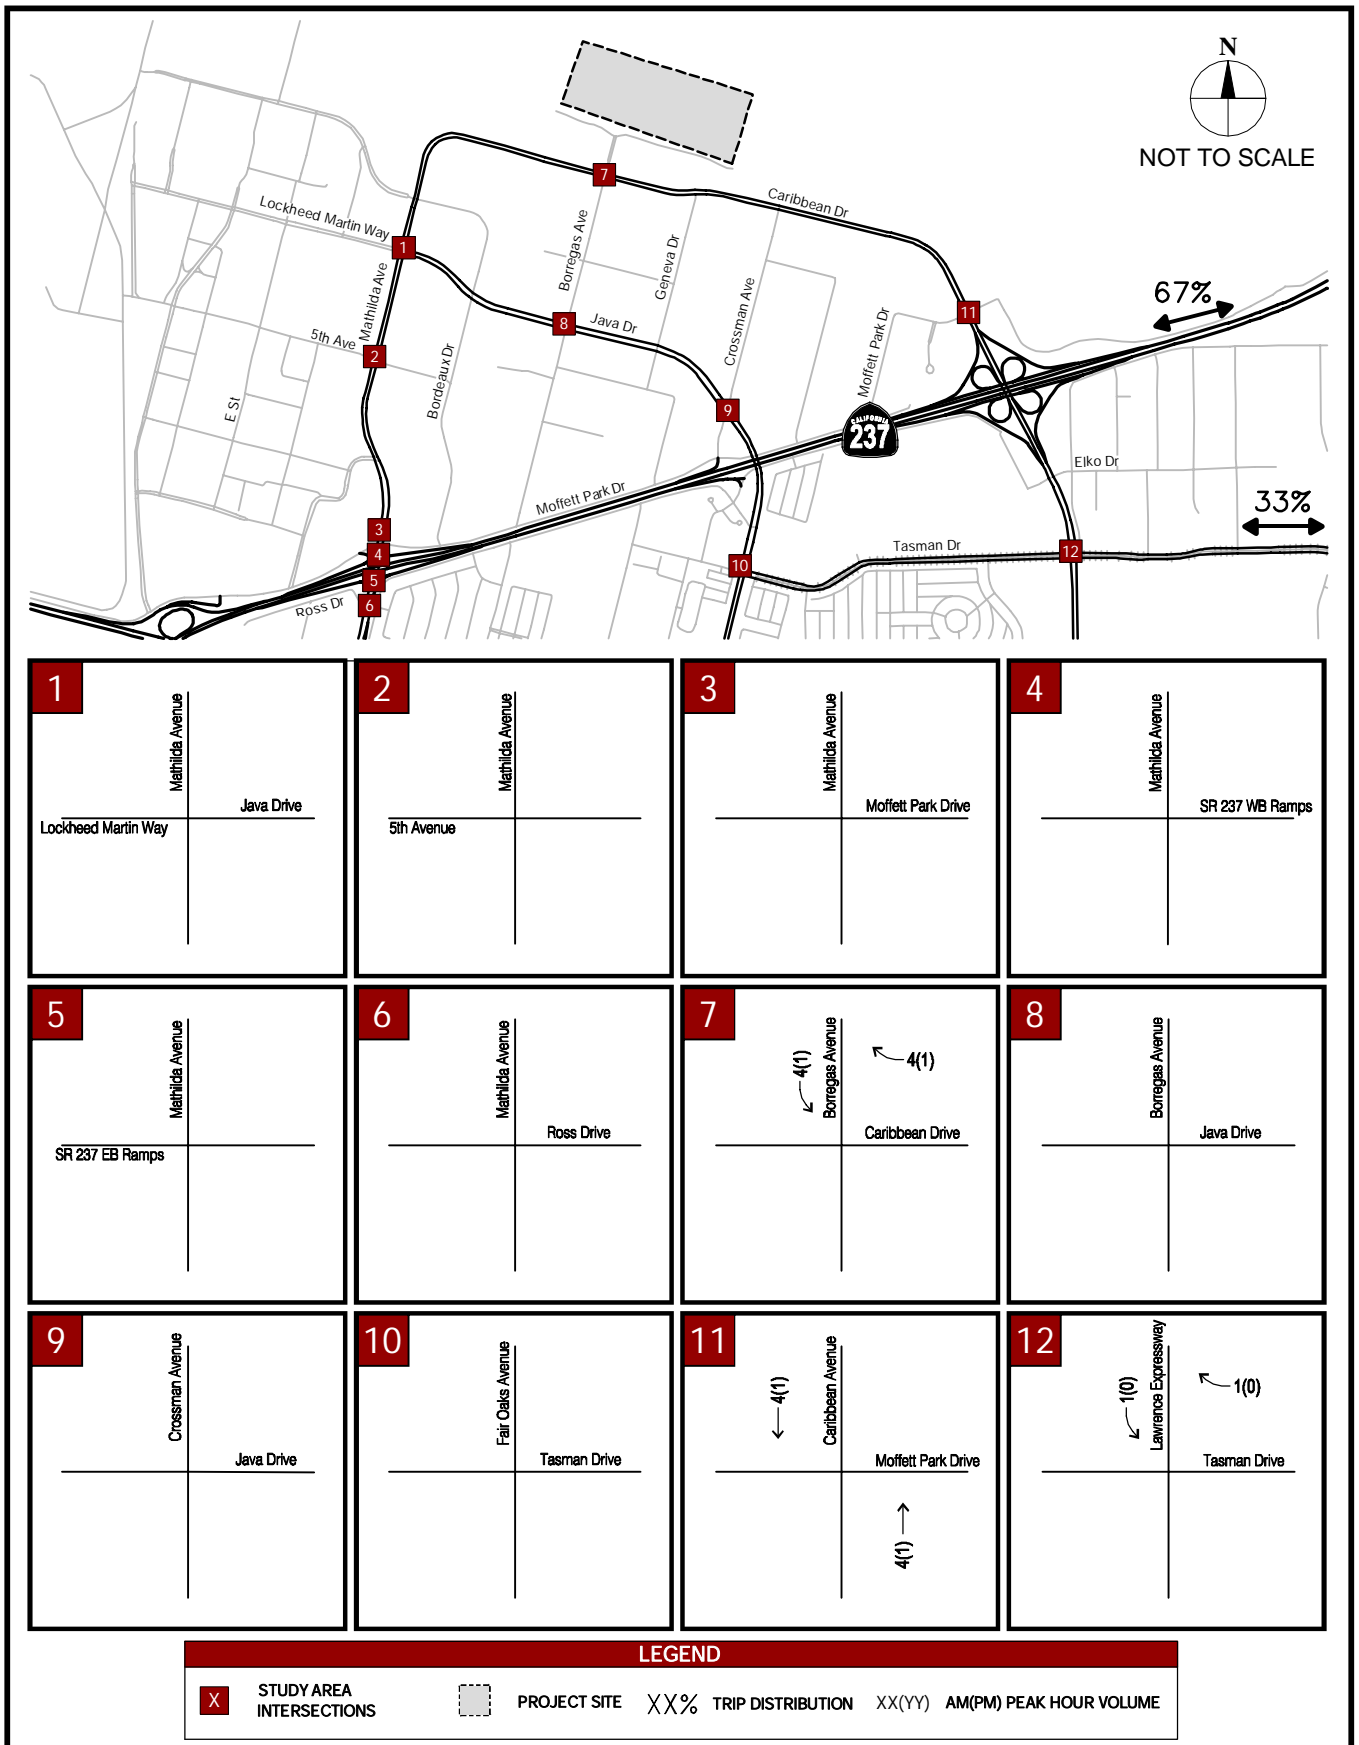 N
NOT TO SCALE
7
Caribbean Dr
Lockheed Martin Way
1
Mathilda Ave
Borregas Ave
Geneva Dr
Crossman Ave
Moffett Park Dr
11
67%
8
Java Dr
5th Ave
2
Bordeaux Dr
E St
9
CALIFORNIA
237
Elko Dr
Moffett Park Dr
33%
3
4
5
6
Ross Dr
10
Tasman Dr
12
1
Mathilda Avenue
Java Drive
Lockheed Martin Way
2
Mathilda Avenue
5th Avenue
3
Mathilda Avenue
Moffett Park Drive
4
Mathilda Avenue
SR 237 WB Ramps
5
Mathilda Avenue
SR 237 EB Ramps
6
Mathilda Avenue
Ross Drive
7
4(1)
Borregas Avenue
4(1)
Caribbean Drive
8
Borregas Avenue
Java Drive
9
Crossman Avenue
Java Drive
10
Fair Oaks Avenue
Tasman Drive
11
4(1)
Caribbean Avenue
Moffett Park Drive
4(1)
12
1(0)
Lawrence Expressway
1(0)
Tasman Drive
LEGEND
X STUDY AREA
INTERSECTIONS
PROJECT SITE
XX% TRIP DISTRIBUTION
XX(YY) AM(PM) PEAK HOUR VOLUME